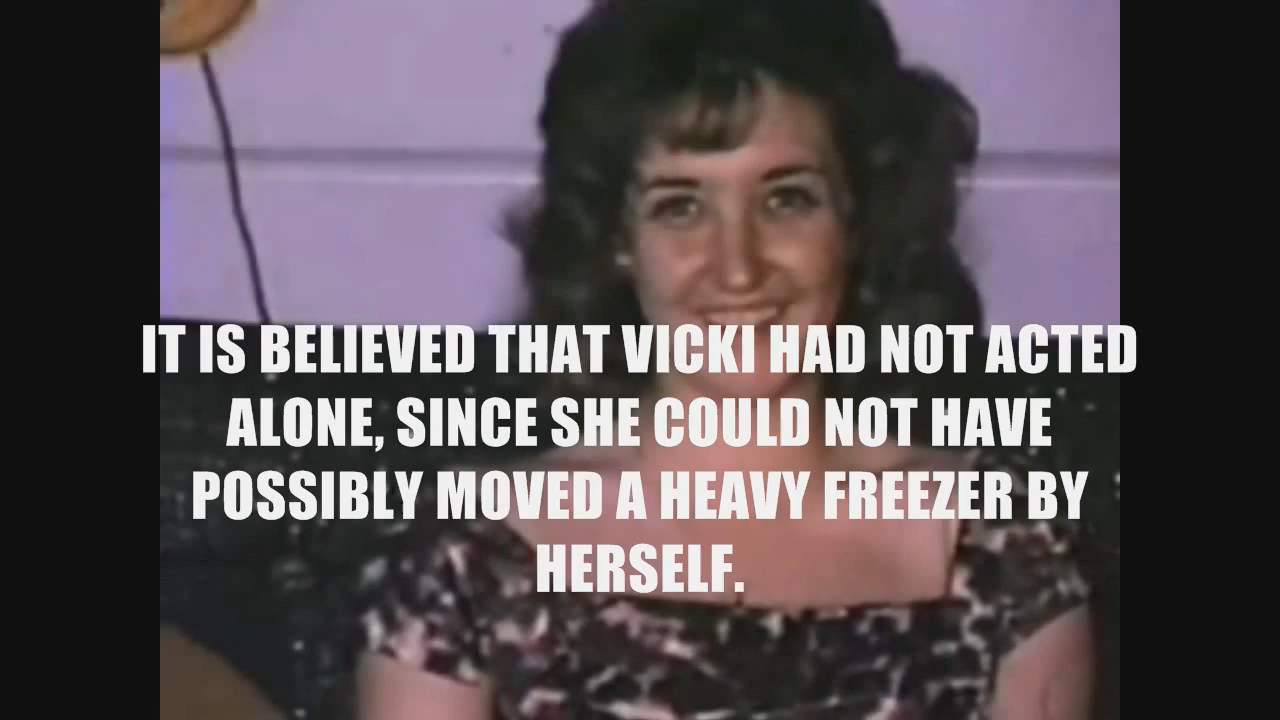 IT IS BELIEVED THAT VICKI HAD NOT ACTED
ALONE, SINCE SHE COULD NOT HAVE
POSSIBLY MOVED A HEAVY FREEZER BY
HERSELF.